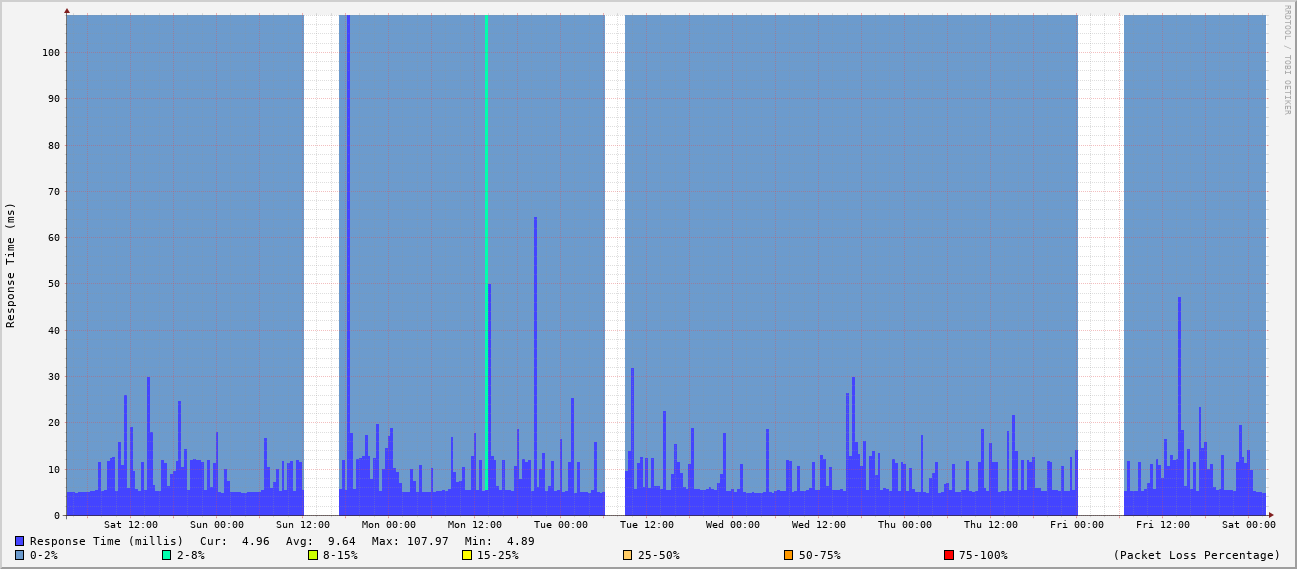 RRDTOOL / TOBI OETIKER
Response Time (ms)
100
90
80
70
60
50
40
30
20
10
0
Sat 12:00 Sun 00:00 Sun 12:00 Mon 00:00 Mon 12:00 Tue 00:00 Tue 12:00 Wed 00:00 Wed 12:00 Thu 00:00 Thu 12:00 Fri 00:00 Fri 12:00 Sat 00:00
Response Time (millis) Cur: 4.96 Avg: 9.64 Max: 107.97 Min: 4.89
0-2% 2-8% 8-15% 15-25% 25-50% 50-75% 75-100% (Packet Loss Percentage)